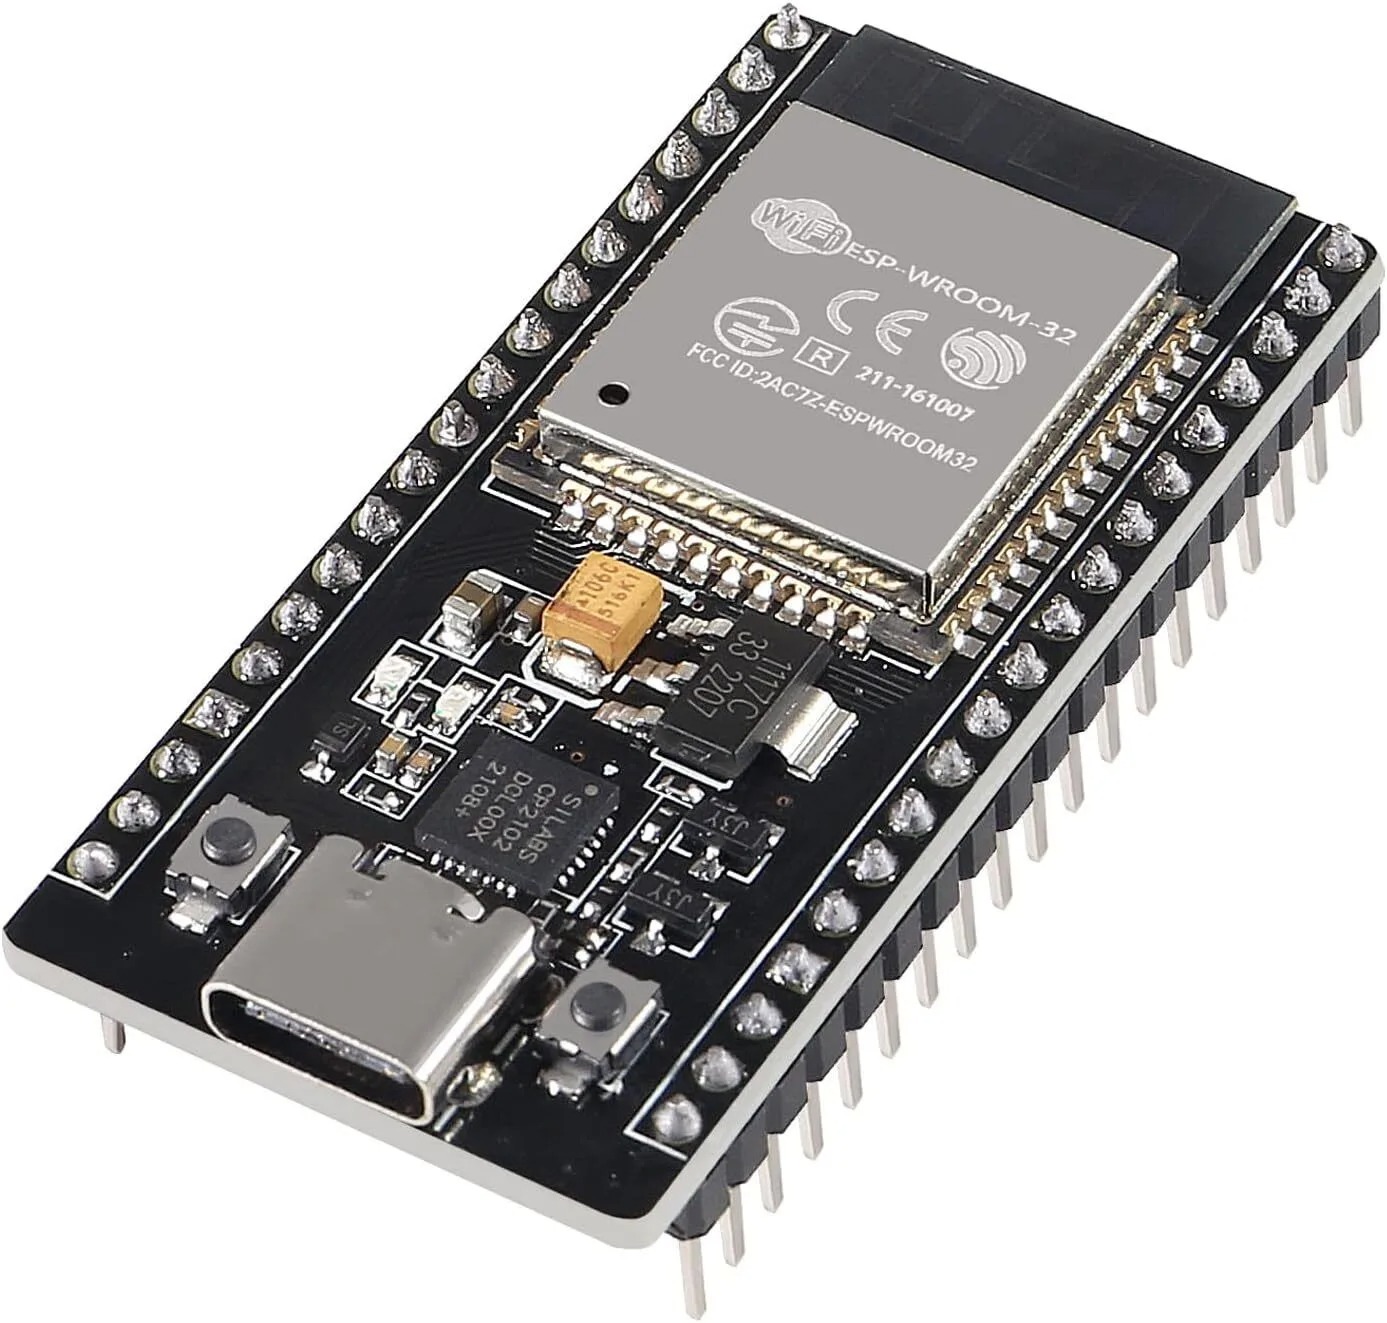 WiFi ESP-WROOM-32
CE
R 211-161007
FCC ID:2AC7Z-ESPWROOM32
106C
516K1
1117C
33 2207
SILABS
CP2102
DCL00X
2108+
J3Y
J3Y